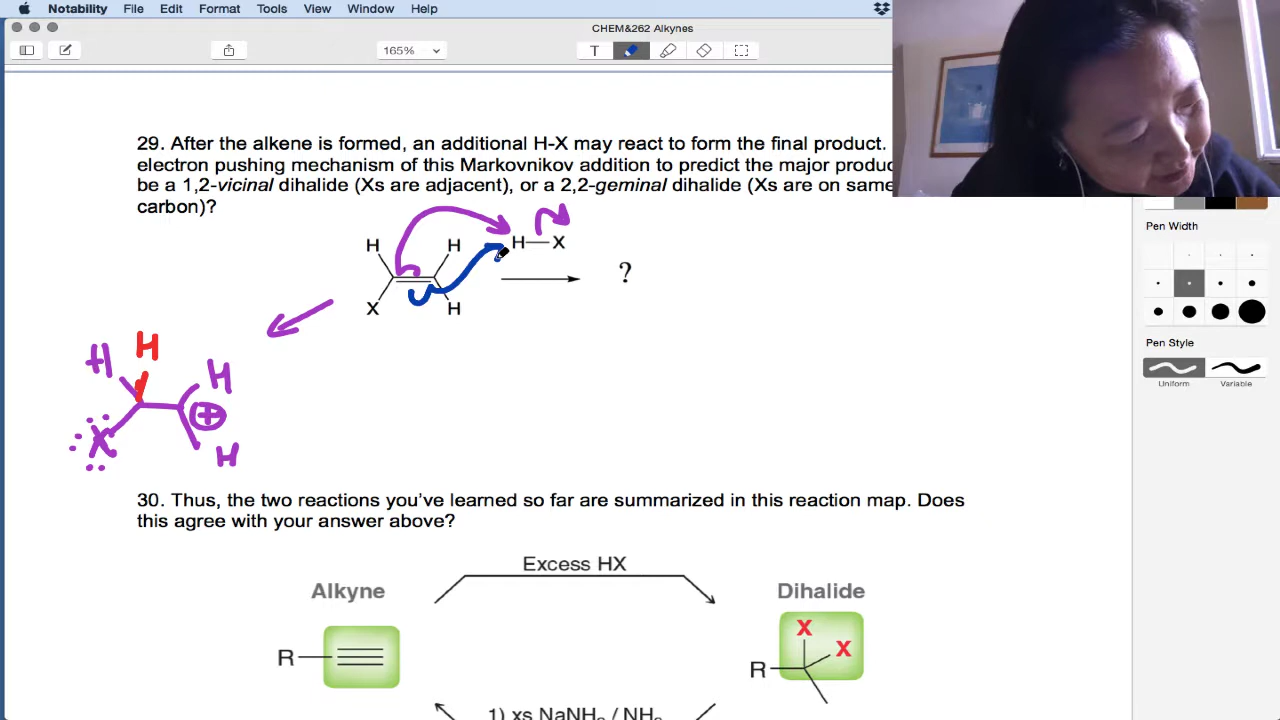 Notability File Edit Format Tools View Window Help
CHEM&262 Alkynes
165%
T
29. After the alkene is formed, an additional H-X may react to form the final product.
electron pushing mechanism of this Markovnikov addition to predict the major
be a 1,2-vicinal dihalide (Xs are adjacent), or a 2,2-geminal dihalide (Xs are on same
carbon)?
H H H—X
?
X H
H H H
X + H
30. Thus, the two reactions you've learned so far are summarized in this reaction map. Does
this agree with your answer above?
Excess HX
Alkyne Dihalide
X
X
R R
1) xs NaNH₂ / NH₃
Pen Width
Pen Style
Uniform Variable